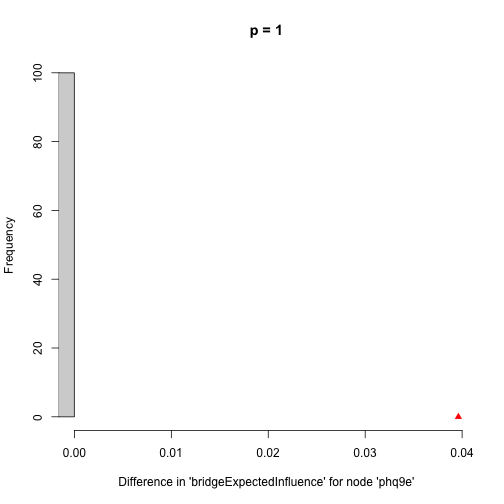 p = 1
Frequency
100
80
60
40
20
0
0.00 0.01 0.02 0.03 0.04
Difference in 'bridgeExpectedInfluence' for node 'phq9e'